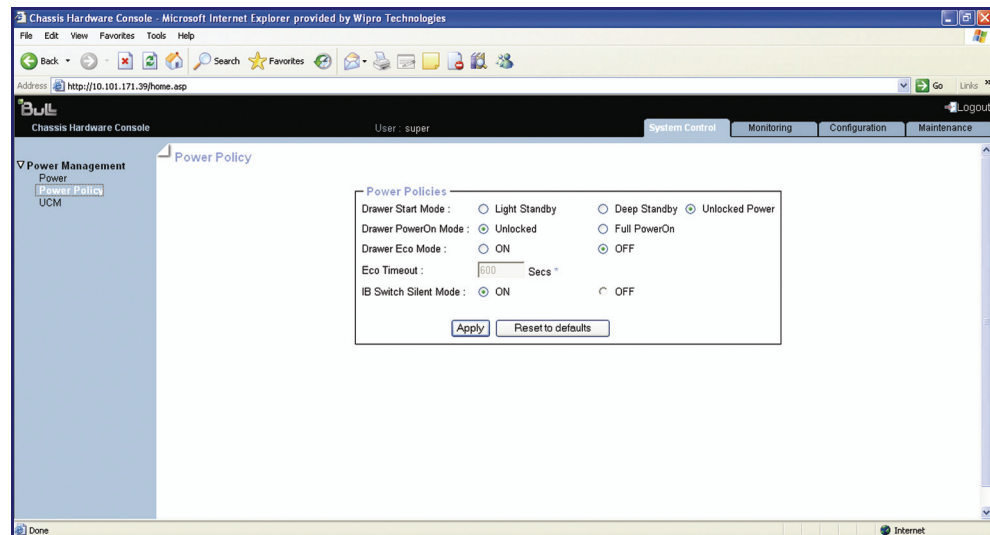 Chassis Hardware Console - Microsoft Internet Explorer provided by Wipro Technologies
File Edit View Favorites Tools Help
Back Search Favorites
Address http://10.101.171.39/home.asp Go Links »
Bull Logout
Chassis Hardware Console User : super System Control Monitoring Configuration Maintenance
Power Management
Power
Power Policy
UCM
Power Policy
Power Policies
Drawer Start Mode : Light Standby Deep Standby Unlocked Power
Drawer PowerOn Mode : Unlocked Full PowerOn
Drawer Eco Mode : ON OFF
Eco Timeout : 600 Secs *
IB Switch Silent Mode : ON OFF
Apply Reset to defaults
Done Internet